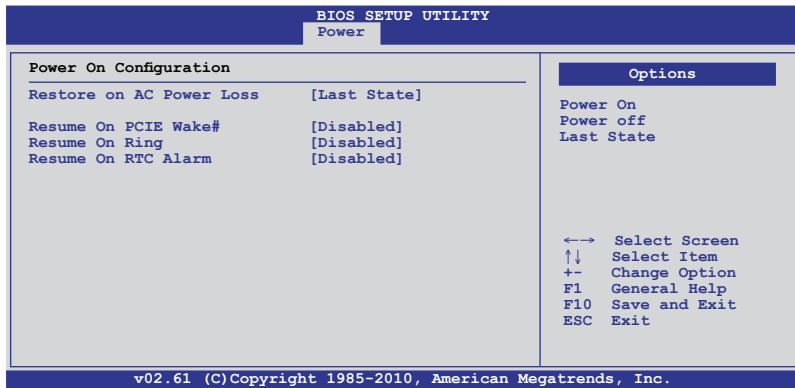 BIOS SETUP UTILITY
Power
Power On Configuration
Restore on AC Power Loss [Last State]
Resume On PCIE Wake# [Disabled]
Resume On Ring [Disabled]
Resume On RTC Alarm [Disabled]
Options
Power On
Power off
Last State
←→ Select Screen
↑↓ Select Item
+- Change Option
F1 General Help
F10 Save and Exit
ESC Exit
v02.61 (C)Copyright 1985-2010, American Megatrends, Inc.